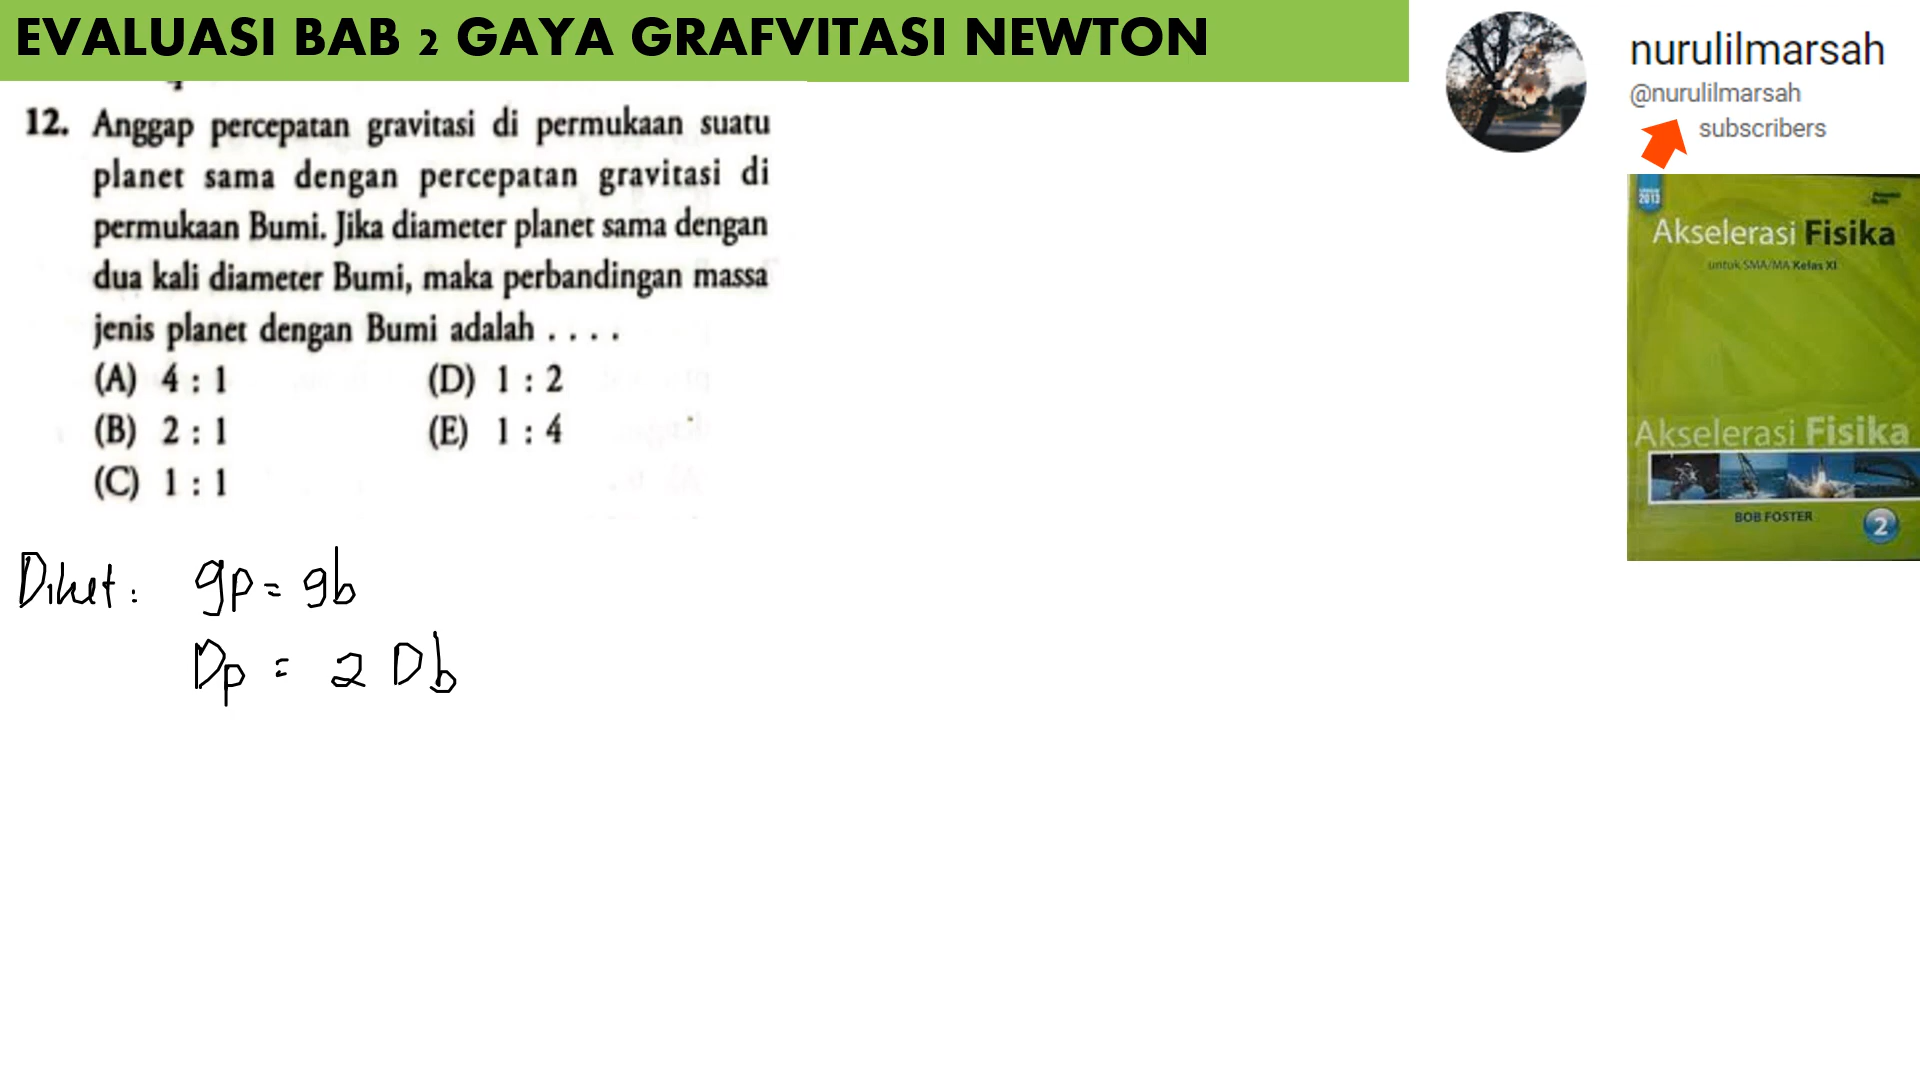 EVALUASI BAB 2 GAYA GRAFVITASI NEWTON
nurulilmarsah
@nurulilmarsah
subscribers
12. Anggap percepatan gravitasi di permukaan suatu
planet sama dengan percepatan gravitasi di
permukaan Bumi. Jika diameter planet sama dengan
dua kali diameter Bumi, maka perbandingan massa
jenis planet dengan Bumi adalah . . . .
(A) 4 : 1
(B) 2 : 1
(C) 1 : 1
(D) 1 : 2
(E) 1 : 4
2013
Akselerasi Fisika
untuk SMA/MA Kelas XI
Akselerasi Fisika
BOB FOSTER
2
Diket : gp = gb
Dp = 2 Db